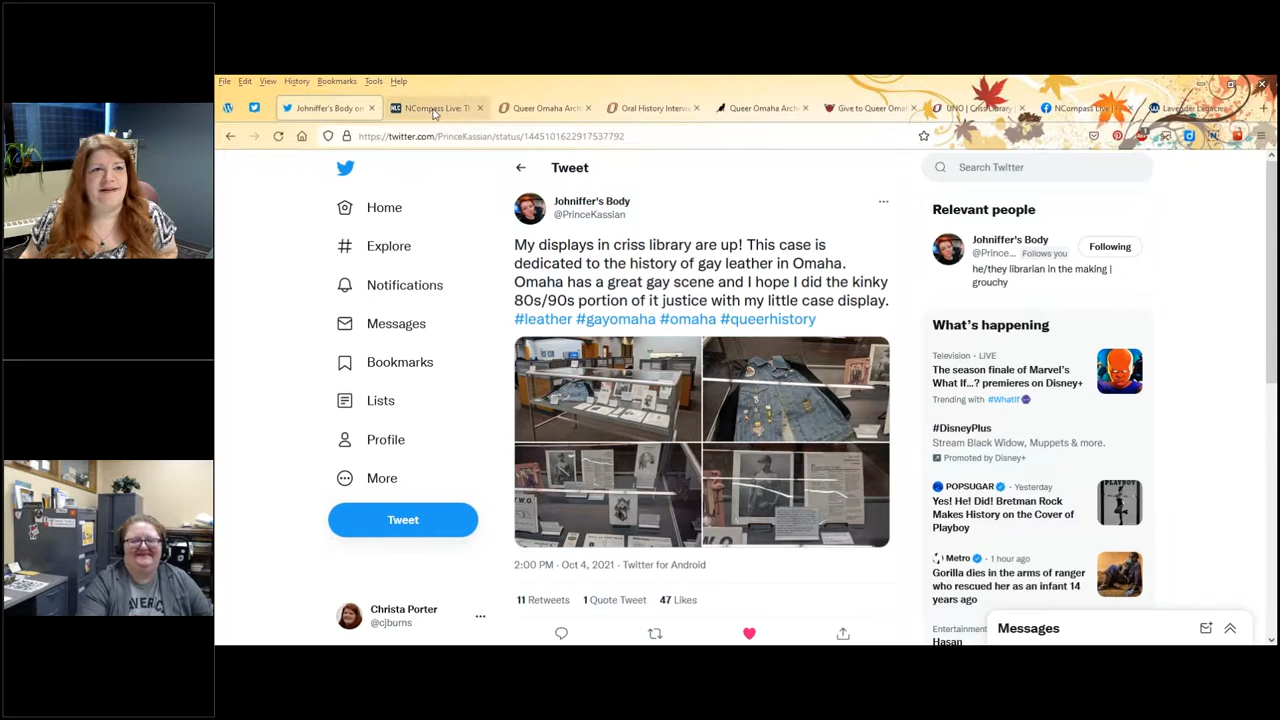 File Edit View History Bookmarks Tools Help
Johniffer's Body on
NCompass Live: T
Queer Omaha Arch
Oral History Intervi
Queer Omaha Arch
Give to Queer Oma
UNO | Criss Library
NCompass Live |
Lavender Legacies
https://twitter.com/PrinceKassian/status/1445101622917537792
Home
Explore
Notifications
Messages
Bookmarks
Lists
Profile
More
Tweet
Christa Porter
@cjburns
Tweet
Johniffer's Body
@PrinceKassian
My displays in criss library are up! This case is
dedicated to the history of gay leather in Omaha.
Omaha has a great gay scene and I hope I did the kinky
80s/90s portion of it justice with my little case display.
#leather #gayomaha #omaha #queerhistory
2:00 PM · Oct 4, 2021 · Twitter for Android
11 Retweets 1 Quote Tweet 47 Likes
Search Twitter
Relevant people
Johniffer's Body
@Prince... Follows you
Following
he/they librarian in the making |
grouchy
What's happening
Television · LIVE
The season finale of Marvel's
What If...? premieres on Disney+
Trending with #WhatIf
#DisneyPlus
Stream Black Widow, Muppets & more.
Promoted by Disney+
POPSUGAR · Yesterday
Yes! He! Did! Bretman Rock
Makes History on the Cover of
Playboy
PLAYBOY
Metro · 1 hour ago
Gorilla dies in the arms of ranger
who rescued her as an infant 14
years ago
Entertainment
Hasan
Messages
AVERIC